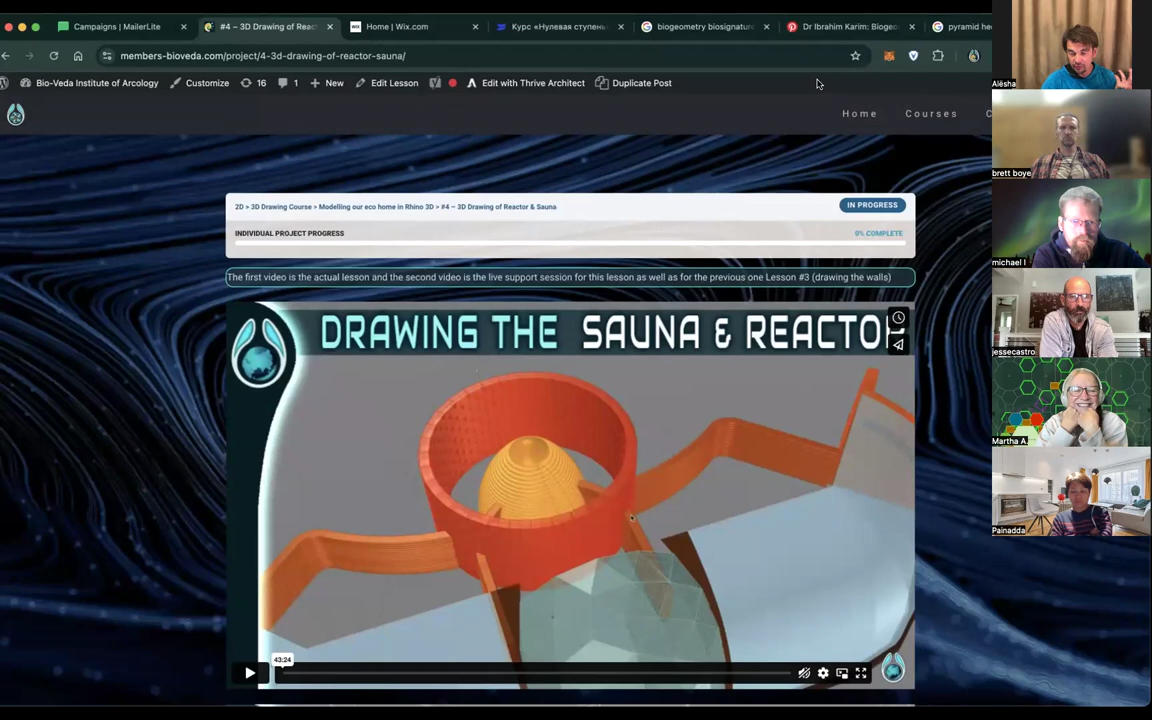 Campaigns | MailerLite
#4 – 3D Drawing of Reac
Home | Wix.com
Курс «Нулевая ступень
biogeometry biosignature
Dr Ibrahim Karim: Biogeo
pyramid he
members-bioveda.com/project/4-3d-drawing-of-reactor-sauna/
Bio-Veda Institute of Arcology
Customize
16
1
New
Edit Lesson
Edit with Thrive Architect
Duplicate Post
Home
Courses
C
2D > 3D Drawing Course > Modelling our eco home in Rhino 3D > #4 – 3D Drawing of Reactor & Sauna
IN PROGRESS
INDIVIDUAL PROJECT PROGRESS
0% COMPLETE
The first video is the actual lesson and the second video is the live support session for this lesson as well as for the previous one Lesson #3 (drawing the walls)
DRAWING THE SAUNA & REACTO
43:24
Alësha
brett boye
michael l
jessecastro
Martha A.
Painadda